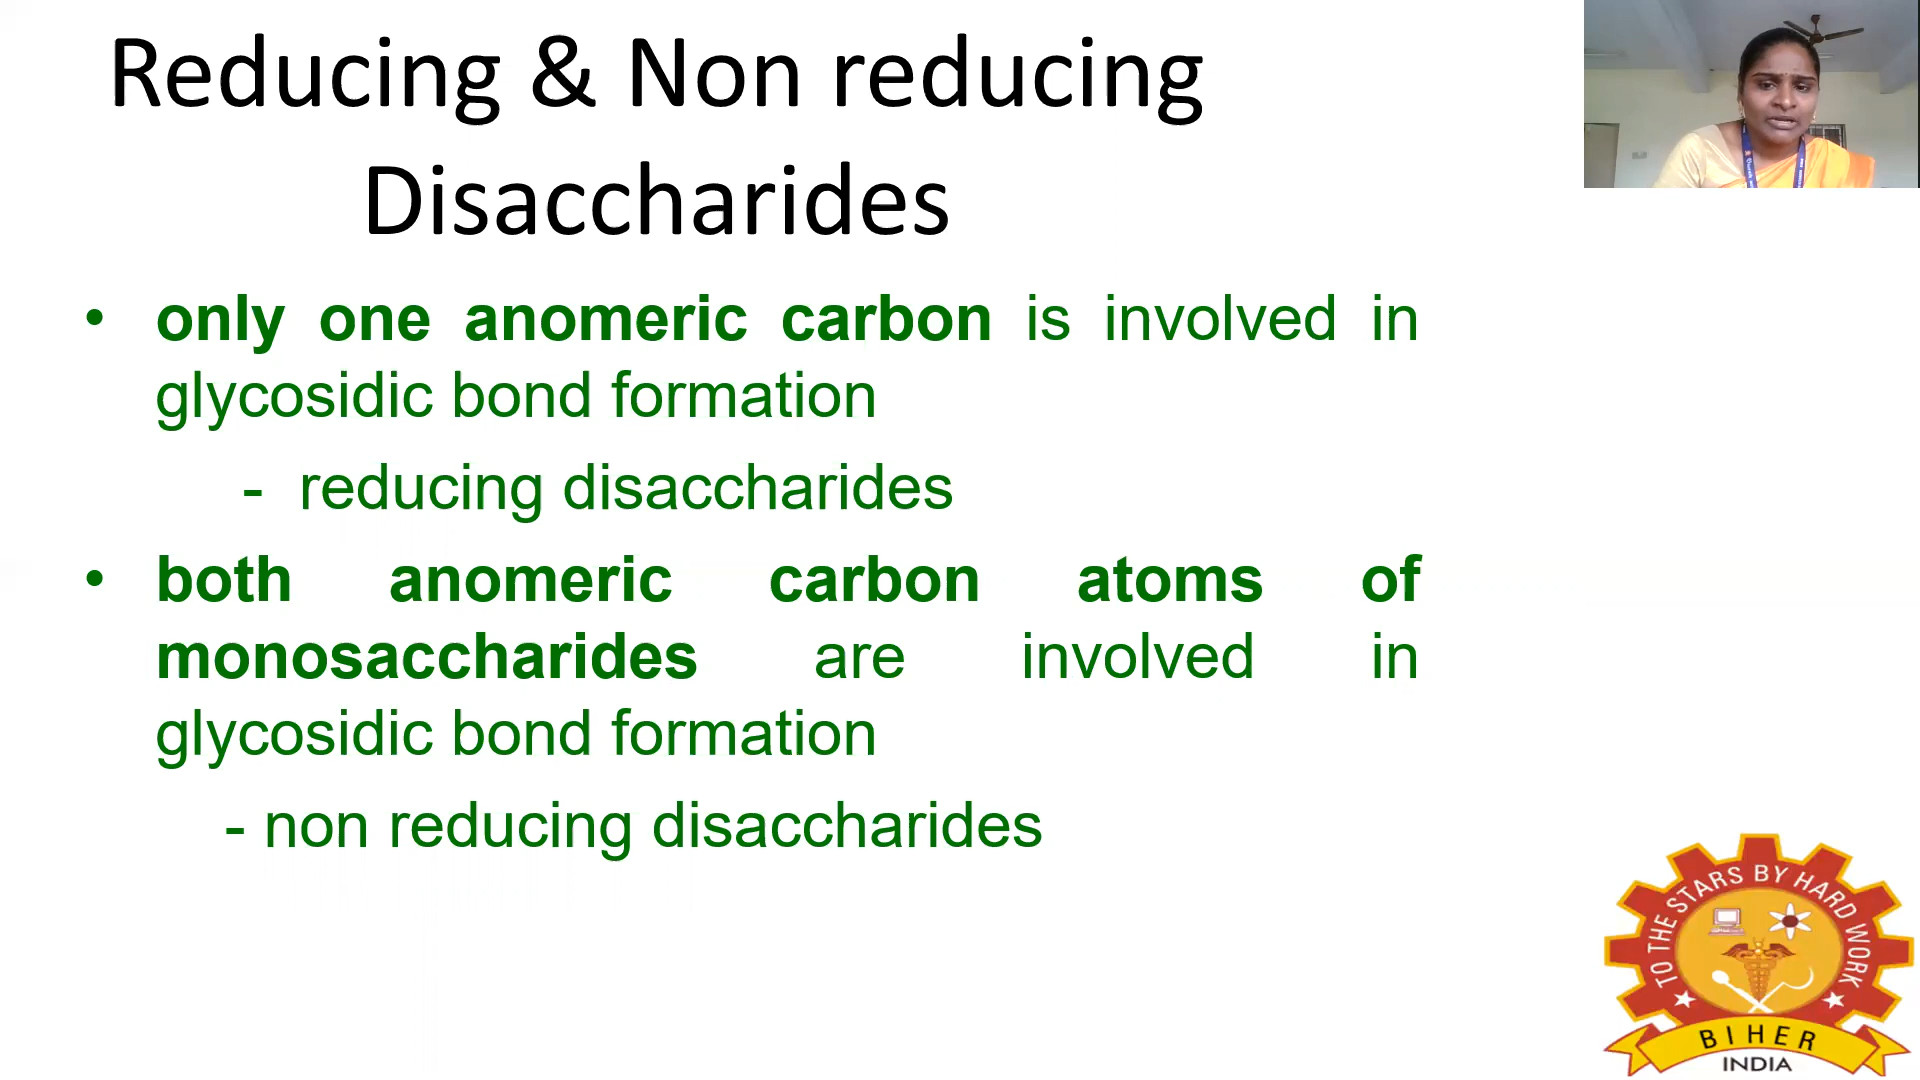 Reducing & Non reducing
Disaccharides
• only one anomeric carbon is involved in
glycosidic bond formation
- reducing disaccharides
• both anomeric carbon atoms of
monosaccharides are involved in
glycosidic bond formation
- non reducing disaccharides
TO THE STARS BY HARD WORK
BIHER
INDIA